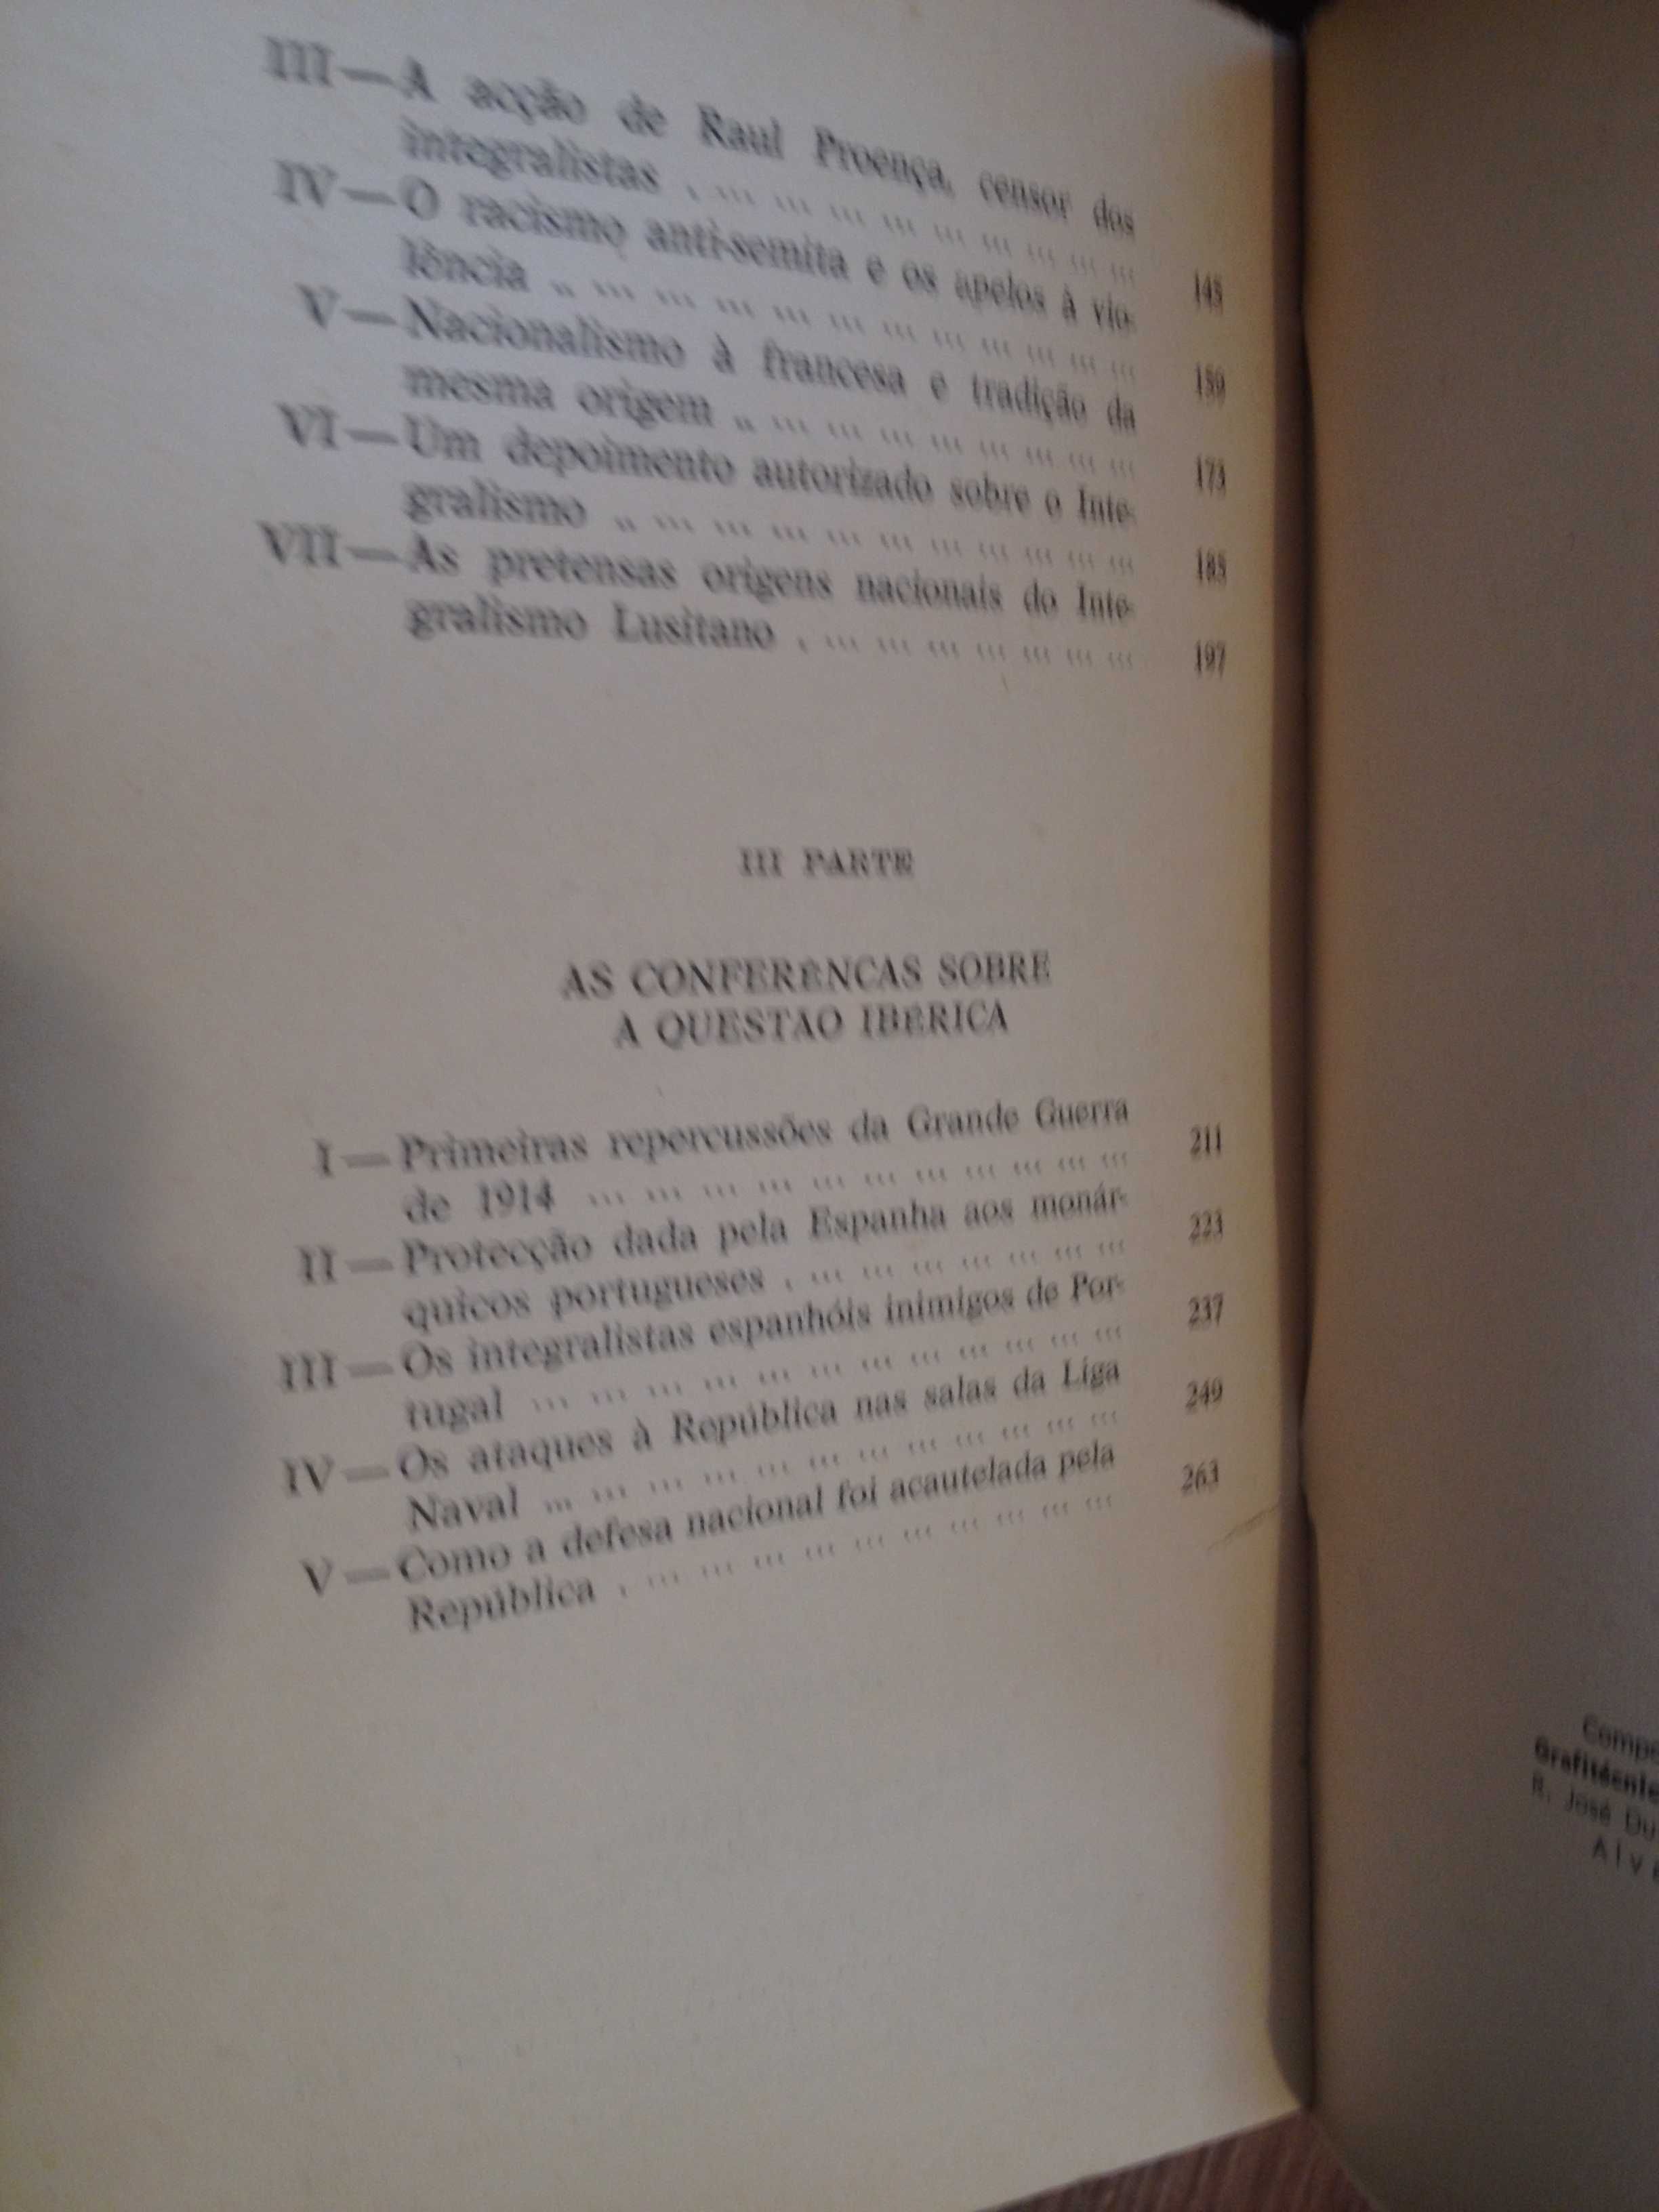 III — A acção de Raul Proença, censor dos
integralistas . ... ... ... ... ... ... ... ... ... 145
IV — O racismo anti-semita e os apelos à vio-
lência .. ... ... ... ... ... ... ... ... ... ... 159
V — Nacionalismo à francesa e tradição da
mesma origem .. ... ... ... ... ... ... ... ... 173
VI — Um depoimento autorizado sobre o Inte-
gralismo .. ... ... ... ... ... ... ... ... ... ... 185
VII — As pretensas origens nacionais do Inte-
gralismo Lusitano . ... ... ... ... ... ... ... 197
III PARTE
AS CONFERÊNCAS SOBRE
A QUESTAO IBERICA
I — Primeiras repercussões da Grande Guerra
de 1914 ... ... ... ... ... ... ... ... ... ... ... 211
II — Protecção dada pela Espanha aos monár-
quicos portugueses . ... ... ... ... ... ... ... 223
III — Os integralistas espanhóis inimigos de Por-
tugal ... ... ... ... ... ... ... ... ... ... ... ... 237
IV — Os ataques à República nas salas da Liga
Naval ... ... ... ... ... ... ... ... ... ... ... ... 249
V — Como a defesa nacional foi acautelada pela
República . ... ... ... ... ... ... ... ... ... ... 263
R. José Du